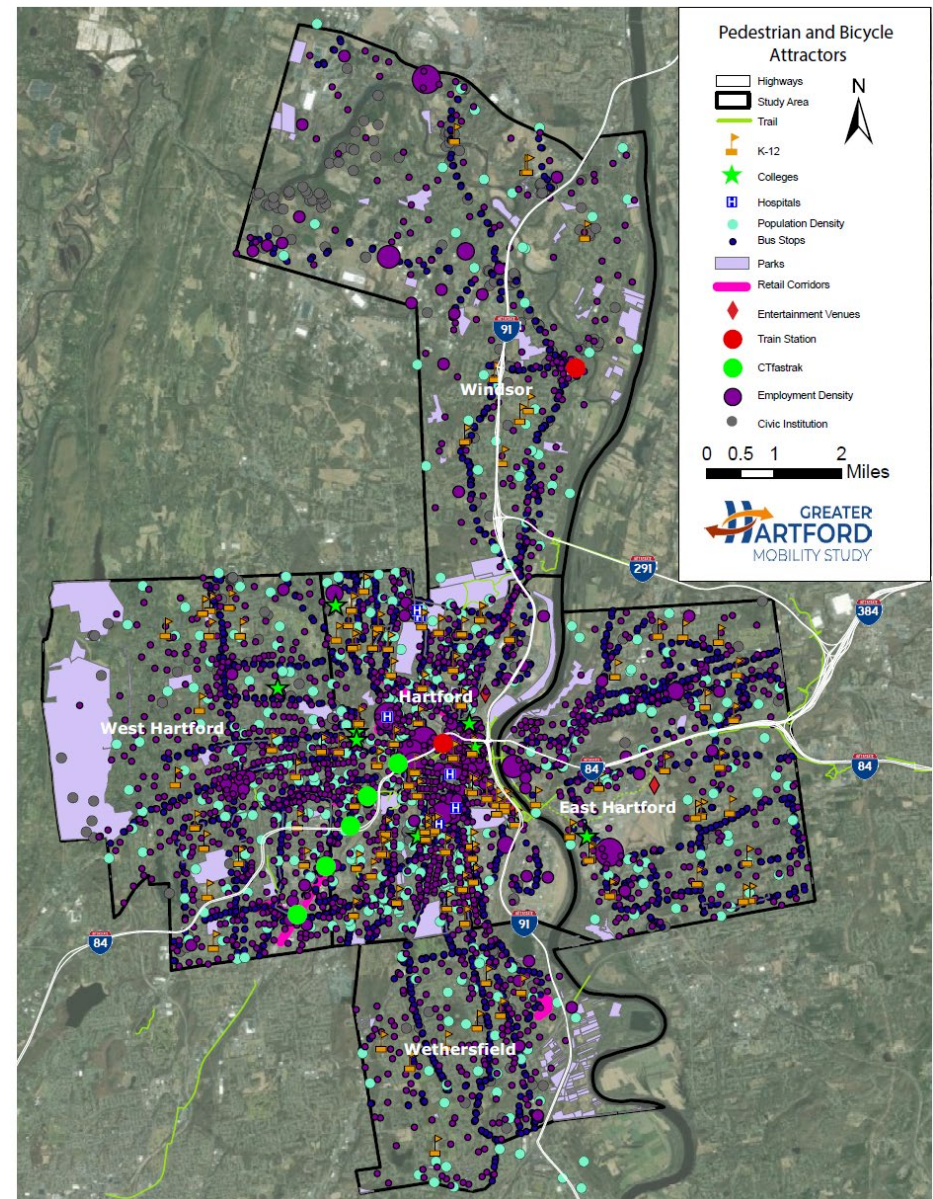 Pedestrian and Bicycle
Attractors
Highways
Study Area
Trail
K-12
Colleges
H
Hospitals
Population Density
Bus Stops
Parks
Retail Corridors
Entertainment Venues
Train Station
CTfastrak
Employment Density
Civic Institution
N
0 0.5 1 2
Miles
GREATER
HARTFORD
MOBILITY STUDY
91
Windsor
291
384
H
H
Hartford
H
West Hartford
84
84
H
East Hartford
H
H
91
84
Wethersfield